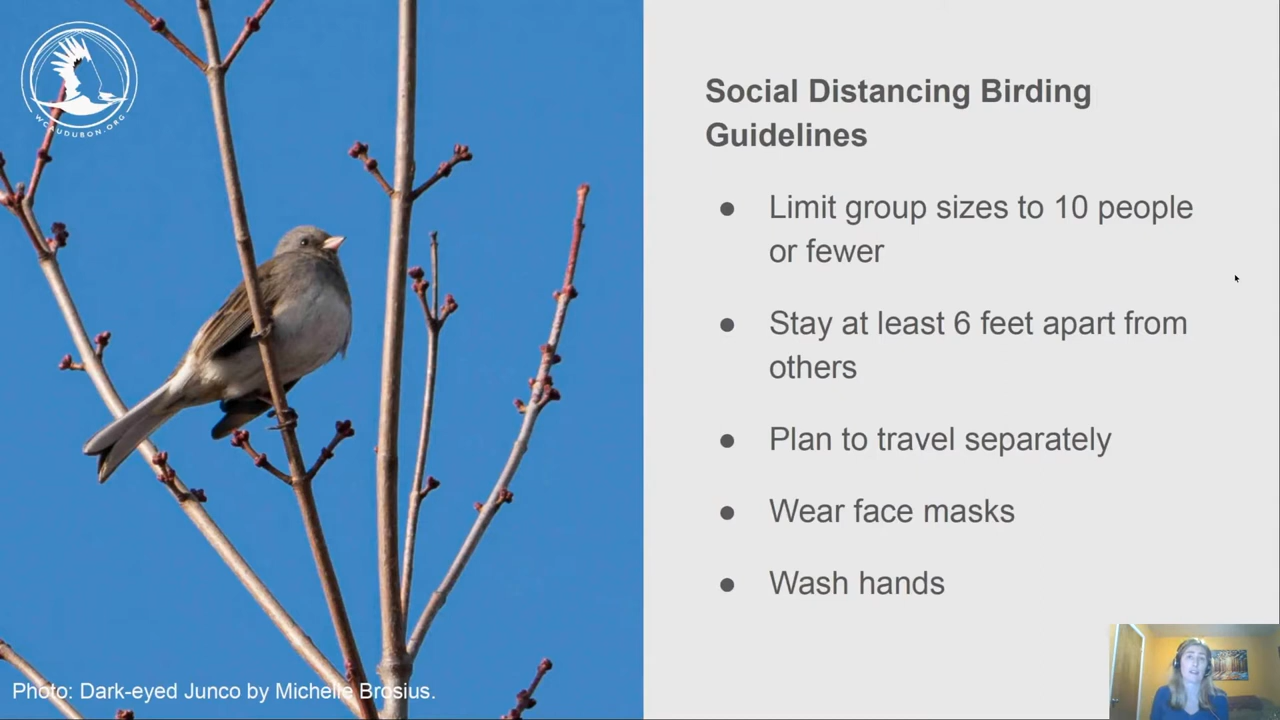 WCAUDUBON.ORG
Social Distancing Birding
Guidelines
● Limit group sizes to 10 people
or fewer
● Stay at least 6 feet apart from
others
● Plan to travel separately
● Wear face masks
● Wash hands
Photo: Dark-eyed Junco by Michelle Brosius.